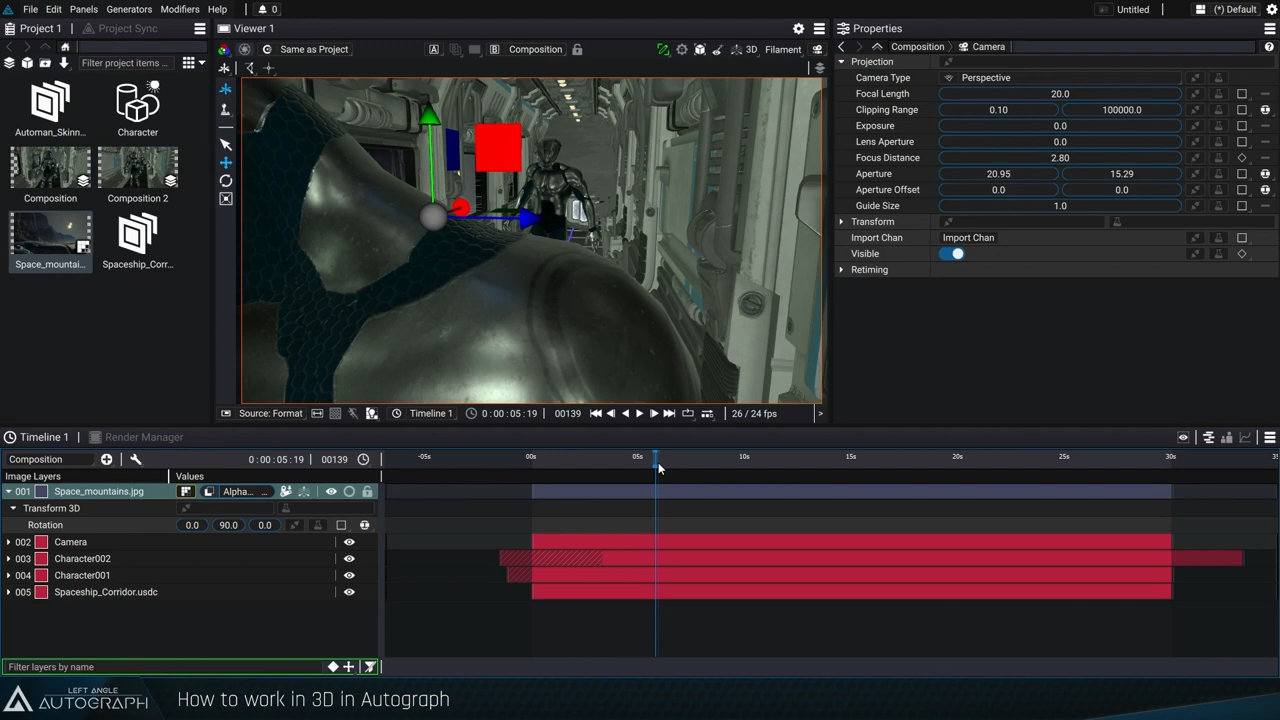 File Edit Panels Generators Modifiers Help 0 Untitled (*) Default
Project 1 Project Sync
Filter project items ...
Automan_Skinn...
Character
Composition
Composition 2
Space_mountai...
Spaceship_Corr...
Viewer 1
Same as Project A B Composition 3D Filament
Source: Format Timeline 1 0:00:05:19 00139 26 / 24 fps >
Properties
Composition Camera
Projection
Camera Type Perspective
Focal Length 20.0
Clipping Range 0.10 100000.0
Exposure 0.0
Lens Aperture 0.0
Focus Distance 2.80
Aperture 20.95 15.29
Aperture Offset 0.0 0.0
Guide Size 1.0
Transform
Import Chan Import Chan
Visible
Retiming
Timeline 1 Render Manager
Composition 0:00:05:19 00139
-05s 00s 05s 10s 15s 20s 25s 30s
Image Layers Values
001 Space_mountains.jpg Alpha... ...
Transform 3D
Rotation 0.0 90.0 0.0
002 Camera
003 Character002
004 Character001
005 Spaceship_Corridor.usdc
Filter layers by name
LEFT ANGLE
AUTOGRAPH
How to work in 3D in Autograph